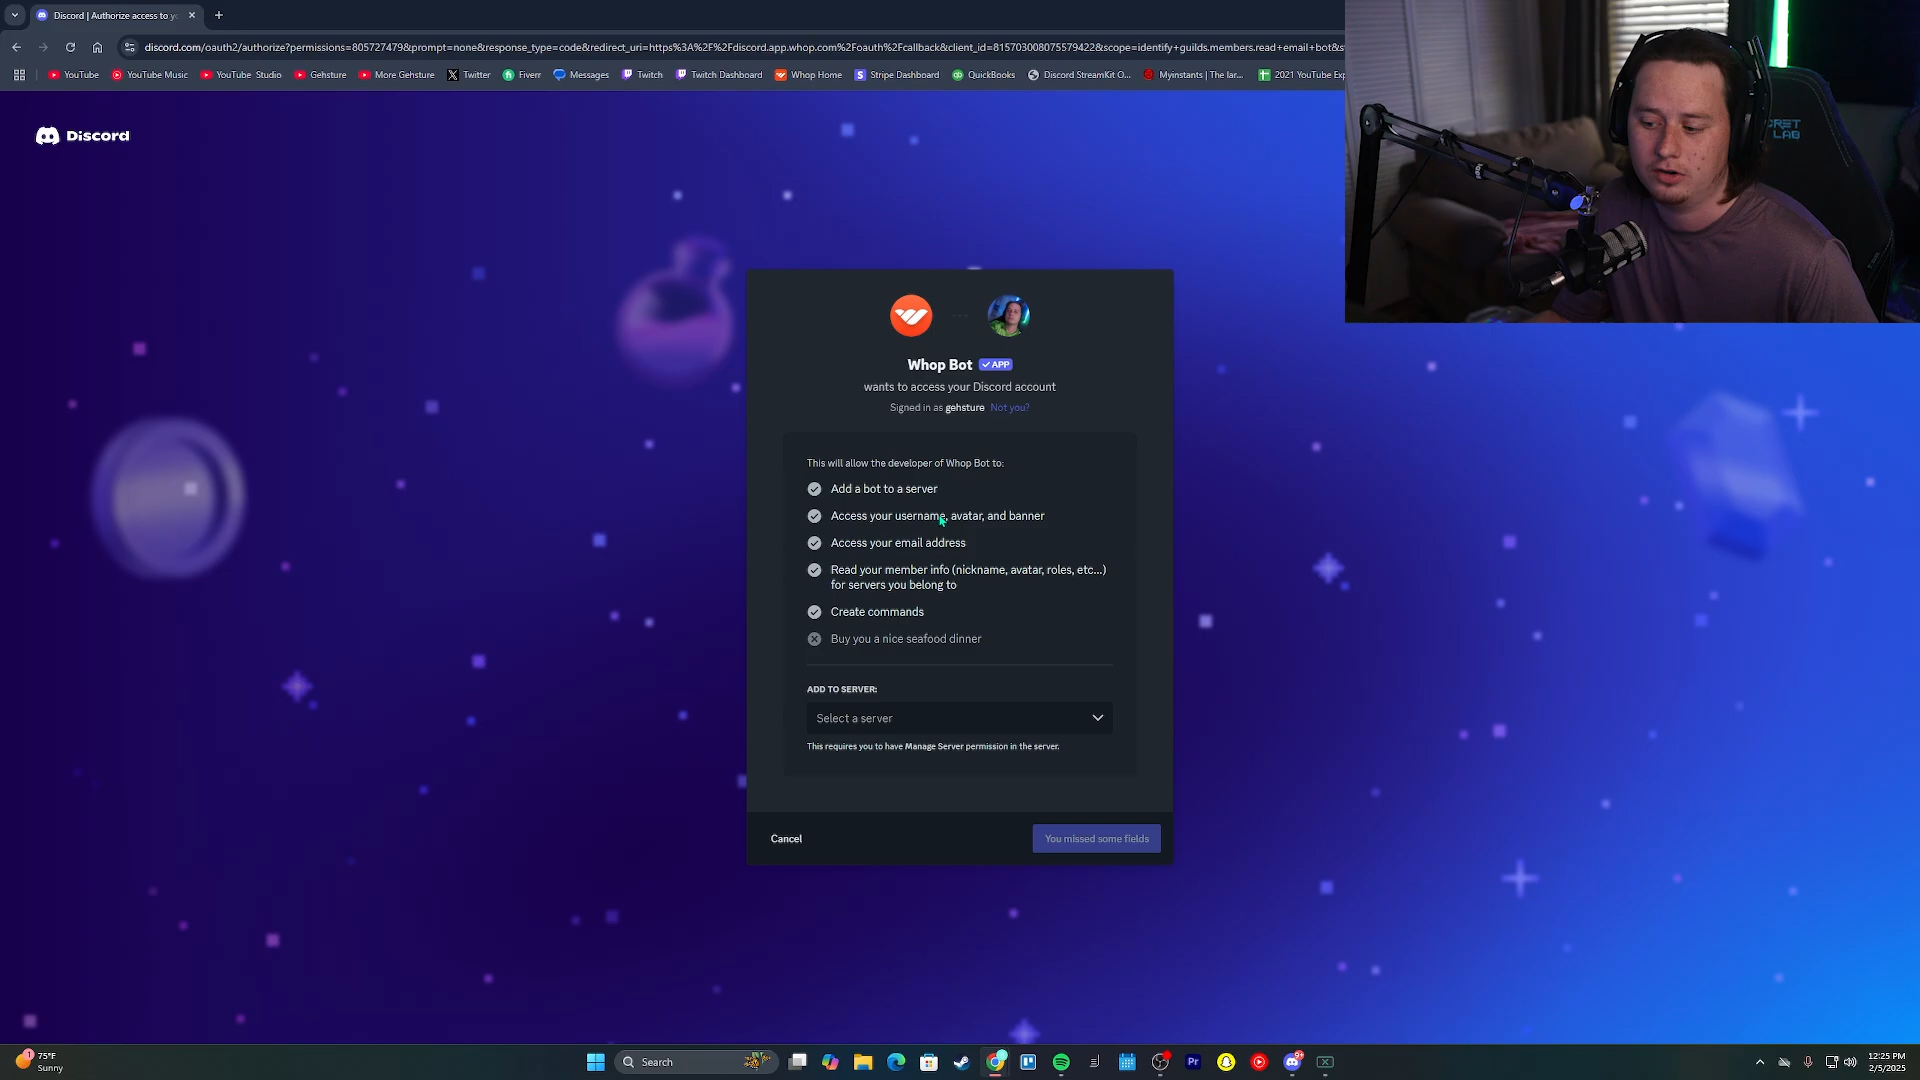 Discord | Authorize access to yo
discord.com/oauth2/authorize?permissions=805727479&prompt=none&response_type=code&redirect_uri=https%3A%2F%2Fdiscord.app.whop.com%2Foauth%2Fcallback&client_id=815703008075579422&scope=identify+guilds.members.read+email+bot&s
YouTube YouTube Music YouTube Studio Gehsture More Gehsture Twitter Fiverr Messages Twitch Twitch Dashboard Whop Home Stripe Dashboard QuickBooks Discord StreamKit O... Myinstants | The lar... 2021 YouTube Exp
Discord
Whop Bot APP
wants to access your Discord account
Signed in as gehsture Not you?
This will allow the developer of Whop Bot to:
Add a bot to a server
Access your username, avatar, and banner
Access your email address
Read your member info (nickname, avatar, roles, etc...)
for servers you belong to
Create commands
Buy you a nice seafood dinner
ADD TO SERVER:
Select a server
This requires you to have Manage Server permission in the server.
Cancel
You missed some fields
75°F
Sunny
Search
12:25 PM
2/5/2025